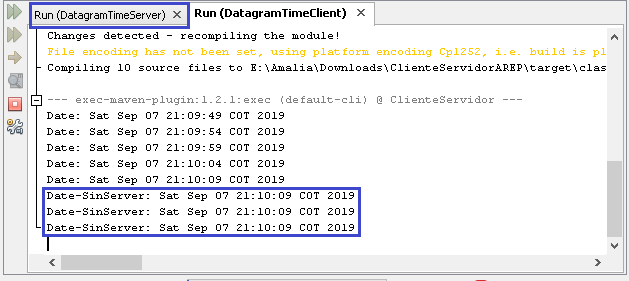 Run (DatagramTimeServer)
Run (DatagramTimeClient)
Changes detected - recompiling the module!
File encoding has not been set, using platform encoding Cp1252, i.e. build is pl
Compiling 10 source files to E:\Amalia\Downloads\ClienteServidorAREP\target\clas
--- exec-maven-plugin:1.2.1:exec (default-cli) @ ClienteServidor ---
Date: Sat Sep 07 21:09:49 COT 2019
Date: Sat Sep 07 21:09:54 COT 2019
Date: Sat Sep 07 21:09:59 COT 2019
Date: Sat Sep 07 21:10:04 COT 2019
Date: Sat Sep 07 21:10:09 COT 2019
Date-SinServer: Sat Sep 07 21:10:09 COT 2019
Date-SinServer: Sat Sep 07 21:10:09 COT 2019
Date-SinServer: Sat Sep 07 21:10:09 COT 2019